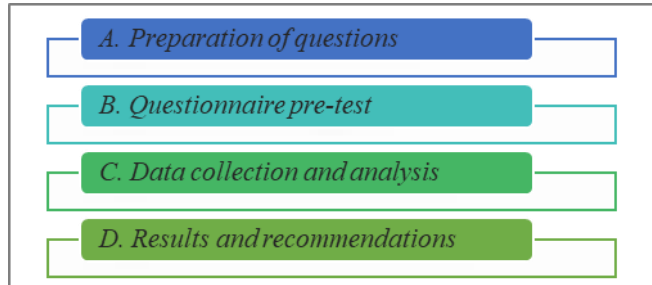 A. Preparation of questions
B. Questionnaire pre-test
C. Data collection and analysis
D. Results and recommendations